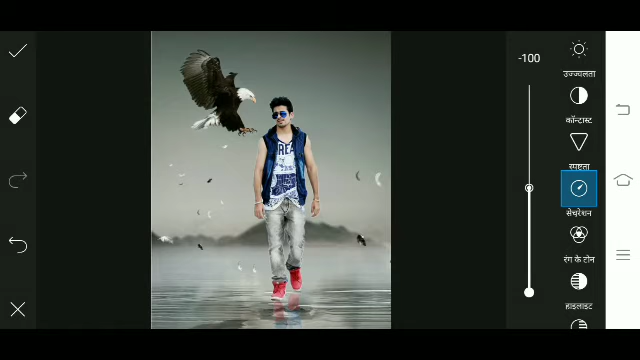 -100
उज्ज्वलता
कॉन्टास्ट
स्पष्टता
सेचुरेशन
रंग के टोन
हाइलाइट